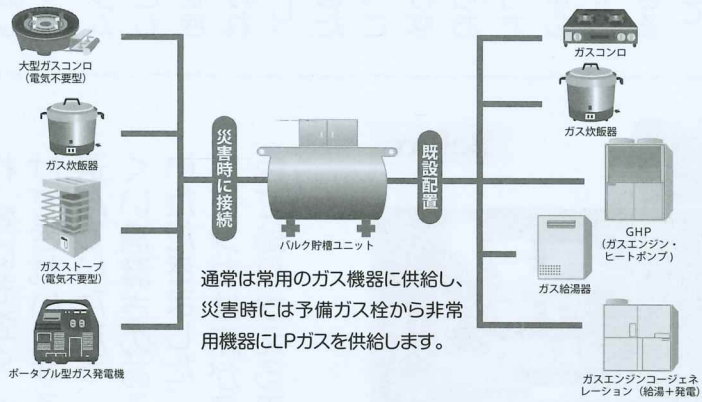 大型ガスコンロ
(電気不要型)
ガス炊飯器
ガスストーブ
(電気不要型)
ポータブル型ガス発電機
災害時に接続
バルク貯槽ユニット
既設配置
ガスコンロ
ガス炊飯器
GHP
(ガスエンジン・
ヒートポンプ)
ガス給湯器
ガスエンジンコージェネ
レーション(給湯+発電)
通常は常用のガス機器に供給し、
災害時には予備ガス栓から非常
用機器にLPガスを供給します。